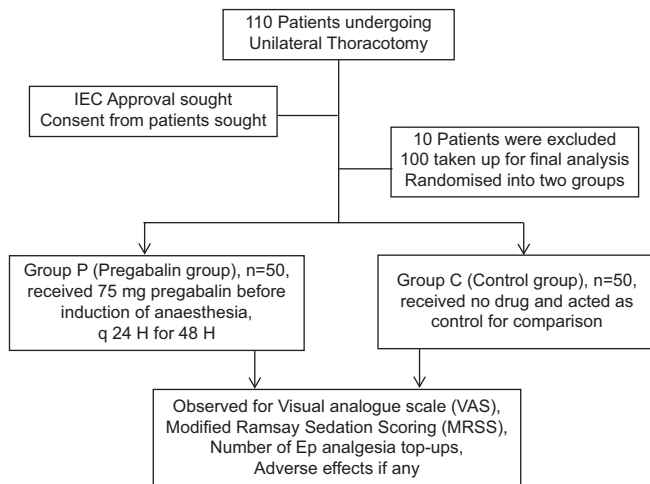 110 Patients undergoing
Unilateral Thoracotomy
IEC Approval sought
Consent from patients sought
10 Patients were excluded
100 taken up for final analysis
Randomised into two groups
Group P (Pregabalin group), n=50,
received 75 mg pregabalin before
induction of anaesthesia,
q 24 H for 48 H
Group C (Control group), n=50,
received no drug and acted as
control for comparison
Observed for Visual analogue scale (VAS),
Modified Ramsay Sedation Scoring (MRSS),
Number of Ep analgesia top-ups,
Adverse effects if any